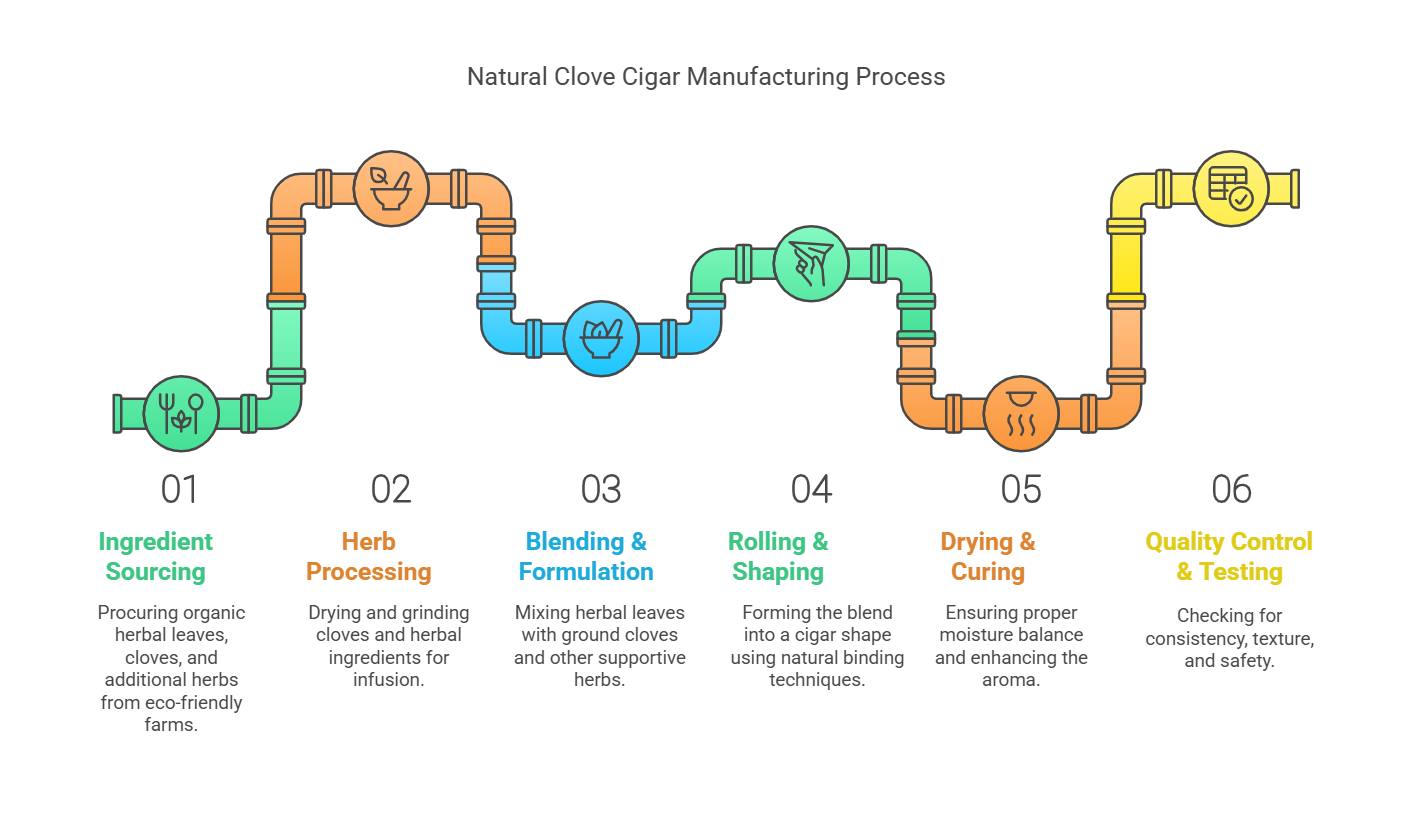 Natural Clove Cigar Manufacturing Process
01
Ingredient
Sourcing
Procuring organic
herbal leaves,
cloves, and
additional herbs
from eco-friendly
farms.
02
Herb
Processing
Drying and grinding
cloves and herbal
ingredients for
infusion.
03
Blending &
Formulation
Mixing herbal leaves
with ground cloves
and other supportive
herbs.
04
Rolling &
Shaping
Forming the blend
into a cigar shape
using natural binding
techniques.
05
Drying &
Curing
Ensuring proper
moisture balance
and enhancing the
aroma.
06
Quality Control
& Testing
Checking for
consistency, texture,
and safety.